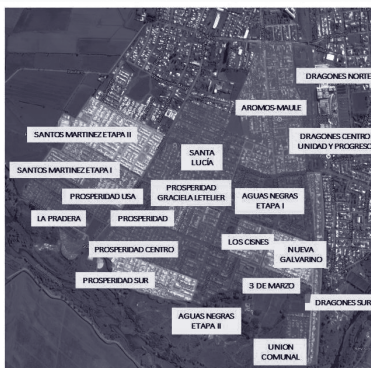 DRAGONES NORTE
AROMOS-MAULE
SANTOS MARTINEZ ETAPA II
DRAGONES CENTRO
UNIDAD Y PROGRESO
SANTA
LUCÍA
SANTOS MARTINEZ ETAPA I
PROSPERIDAD USA
PROSPERIDAD
GRACIELA LETELIER
AGUAS NEGRAS
ETAPA I
LA PRADERA
PROSPERIDAD
LOS CISNES
PROSPERIDAD CENTRO
NUEVA
GALVARINO
PROSPERIDAD SUR
3 DE MARZO
DRAGONES SUR
AGUAS NEGRAS
ETAPA II
UNION
COMUNAL